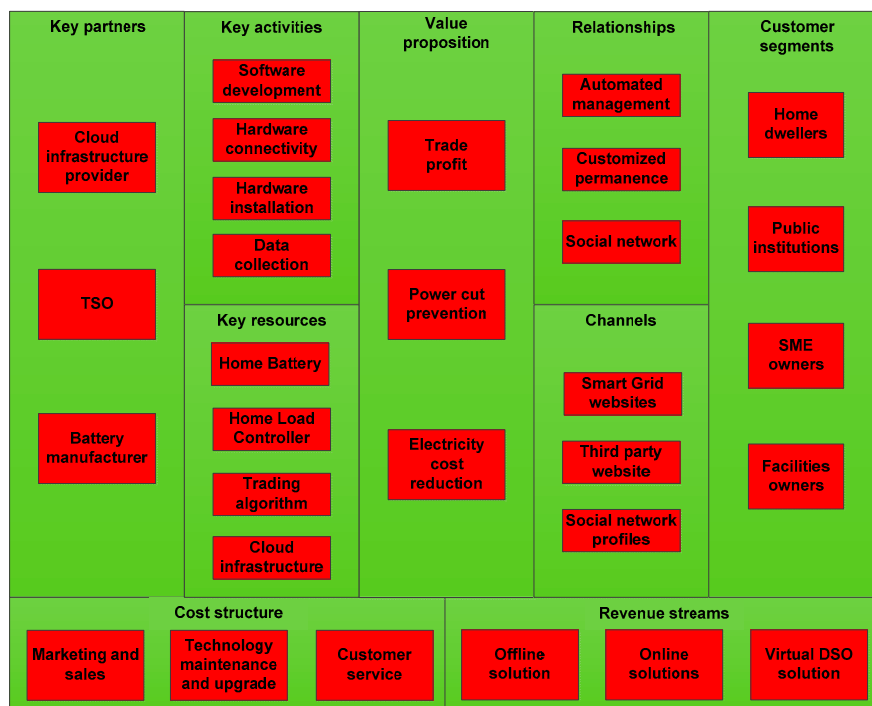 Key partners
Cloud
infrastructure
provider
TSO
Battery
manufacturer
Key activities
Software
development
Hardware
connectivity
Hardware
installation
Data
collection
Key resources
Home Battery
Home Load
Controller
Trading
algorithm
Cloud
infrastructure
Value
proposition
Trade
profit
Power cut
prevention
Electricity
cost
reduction
Relationships
Automated
management
Customized
permanence
Social network
Channels
Smart Grid
websites
Third party
website
Social network
profiles
Customer
segments
Home
dwellers
Public
institutions
SME
owners
Facilities
owners
Cost structure
Marketing and
sales
Technology
maintenance
and upgrade
Customer
service
Revenue streams
Offline
solution
Online
solutions
Virtual DSO
solution